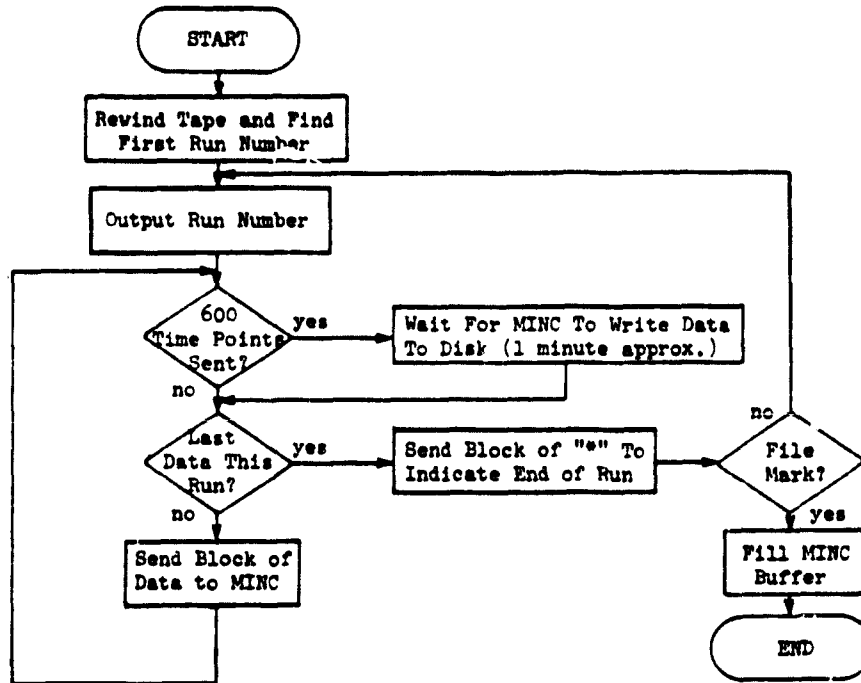 START
Rewind Tape and Find
First Run Number
Output Run Number
600
Time Points
Sent?
yes
no
Wait For MINC To Write Data
To Disk (1 minute approx.)
Last
Data This
Run?
yes
no
Send Block of "*" To
Indicate End of Run
File
Mark?
no
yes
Send Block of
Data to MINC
Fill MINC
Buffer
END